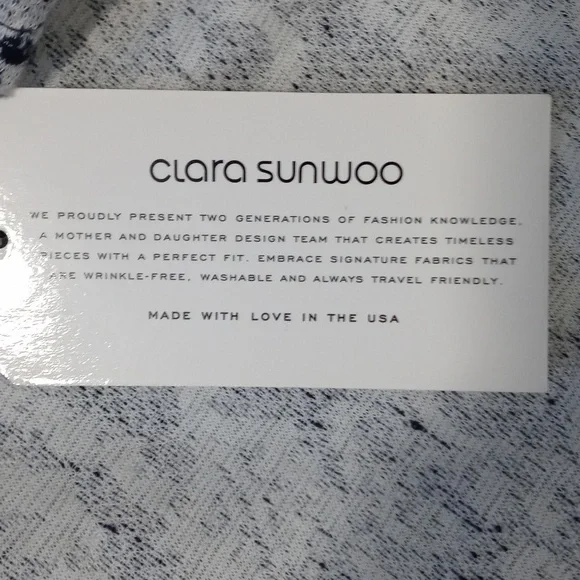 clara sunwoo
WE PROUDLY PRESENT TWO GENERATIONS OF FASHION KNOWLEDGE.
A MOTHER AND DAUGHTER DESIGN TEAM THAT CREATES TIMELESS
PIECES WITH A PERFECT FIT. EMBRACE SIGNATURE FABRICS THAT
ARE WRINKLE-FREE, WASHABLE AND ALWAYS TRAVEL FRIENDLY.
MADE WITH LOVE IN THE USA